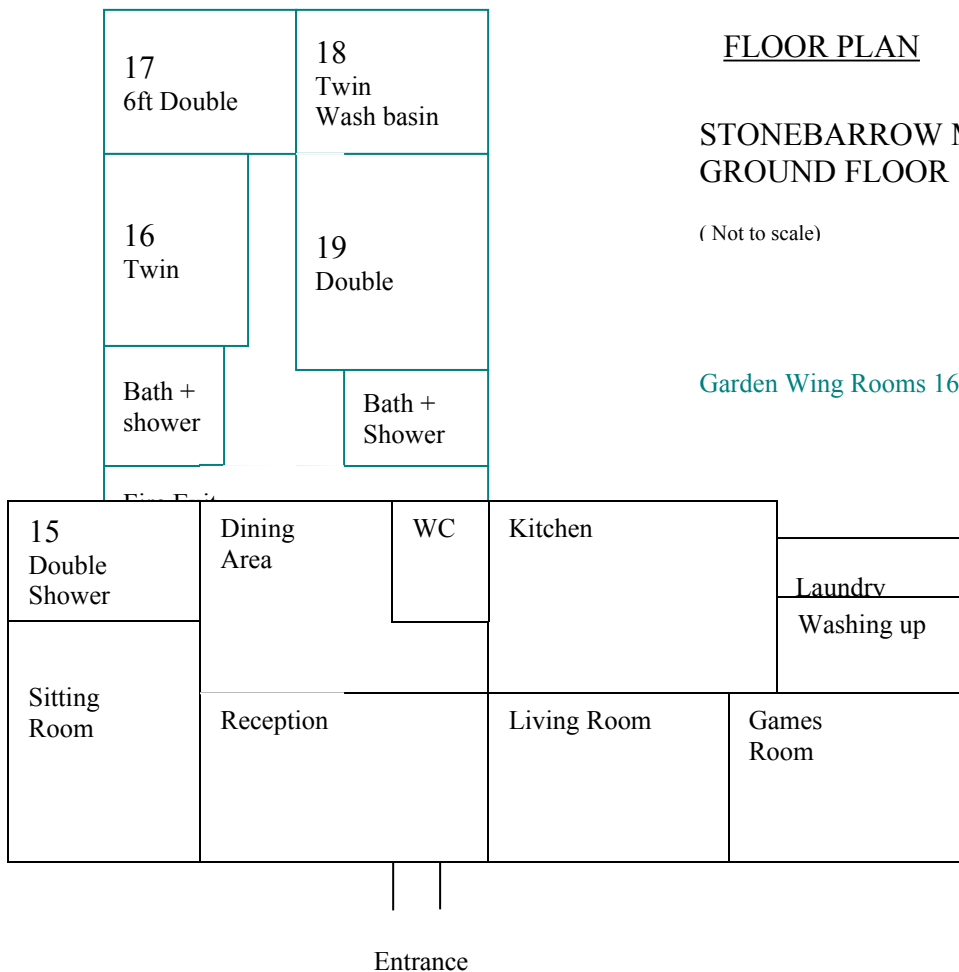 FLOOR PLAN
STONEBARROW
GROUND FLOOR
( Not to scale)
Garden Wing Rooms 16
17
6ft Double
18
Twin
Wash basin
16
Twin
19
Double
Bath +
shower
Bath +
Shower
Fire Exit
15
Double
Shower
Dining
Area
WC
Kitchen
Laundry
Washing up
Sitting
Room
Reception
Living Room
Games
Room
Entrance